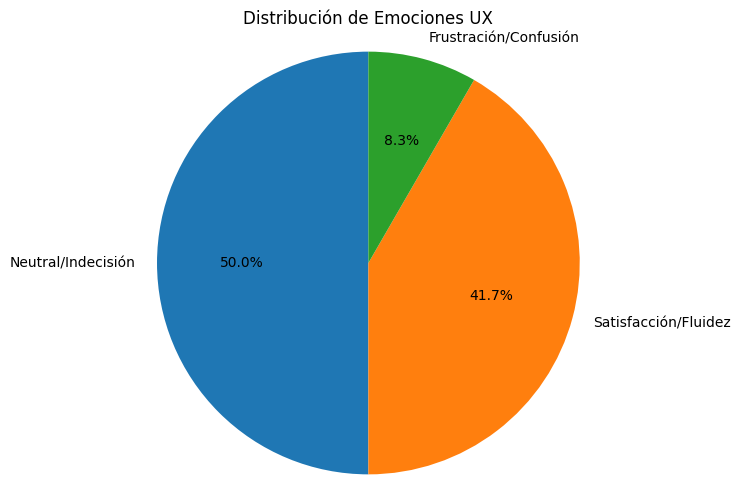 Distribución de Emociones UX
Frustración/Confusión
8.3%
Neutral/Indecisión
50.0%
41.7%
Satisfacción/Fluidez